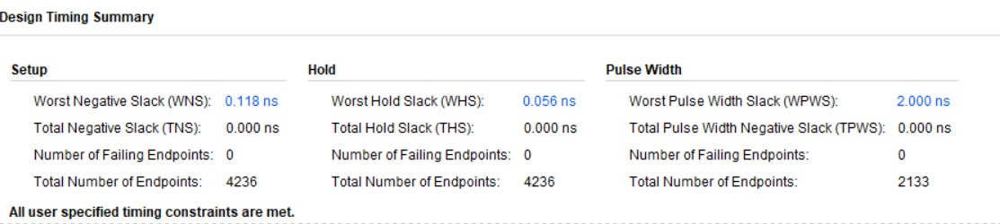 Design Timing Summary
Setup Hold Pulse Width
Worst Negative Slack (WNS): 0.118 ns Worst Hold Slack (WHS): 0.056 ns Worst Pulse Width Slack (WPWS): 2.000 ns
Total Negative Slack (TNS): 0.000 ns Total Hold Slack (THS): 0.000 ns Total Pulse Width Negative Slack (TPWS): 0.000 ns
Number of Failing Endpoints: 0 Number of Failing Endpoints: 0 Number of Failing Endpoints: 0
Total Number of Endpoints: 4236 Total Number of Endpoints: 4236 Total Number of Endpoints: 2133
All user specified timing constraints are met.